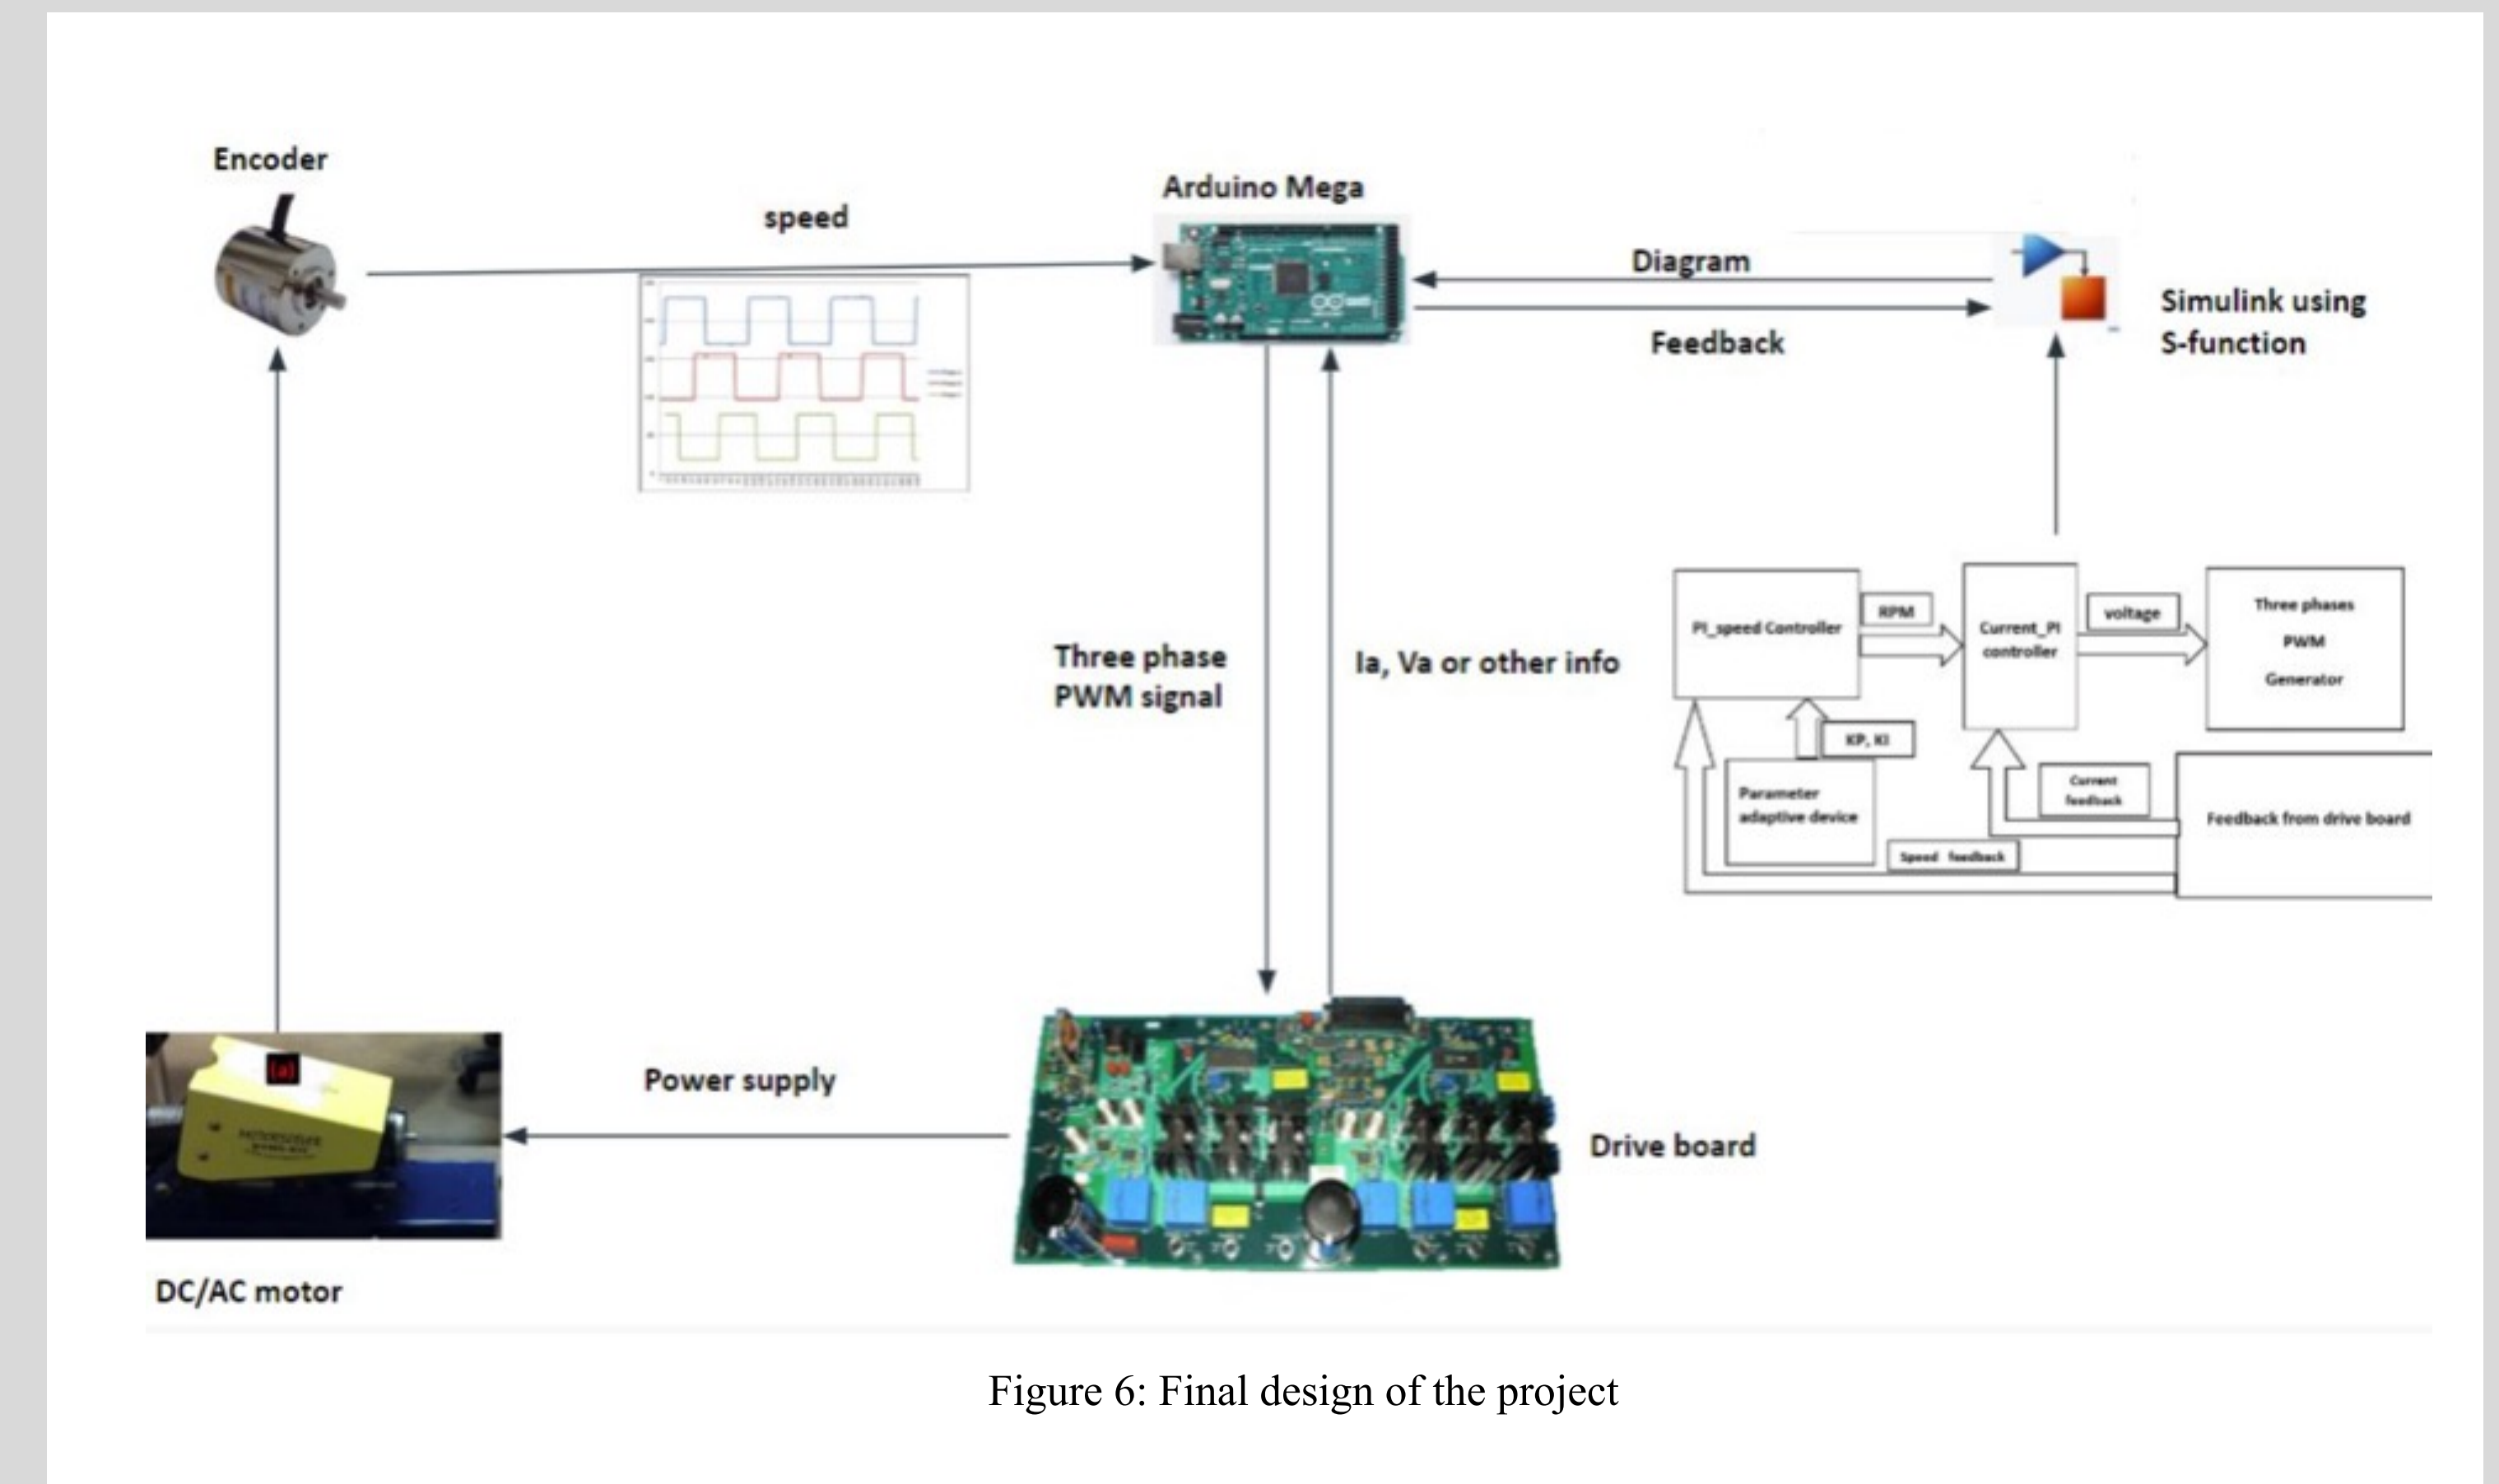 Encoder
speed
Arduino Mega
Diagram
Feedback
Simulink using
S-function
Three phase
PWM signal
Ia, Va or other info
PI_speed Controller
RPM
Current_PI
controller
voltage
Three phases
PWM
Generator
KP, KI
Parameter
adaptive device
Current
feedback
Speed feedback
Feedback from drive board
(a)
Power supply
Drive board
DC/AC motor
Figure 6: Final design of the project